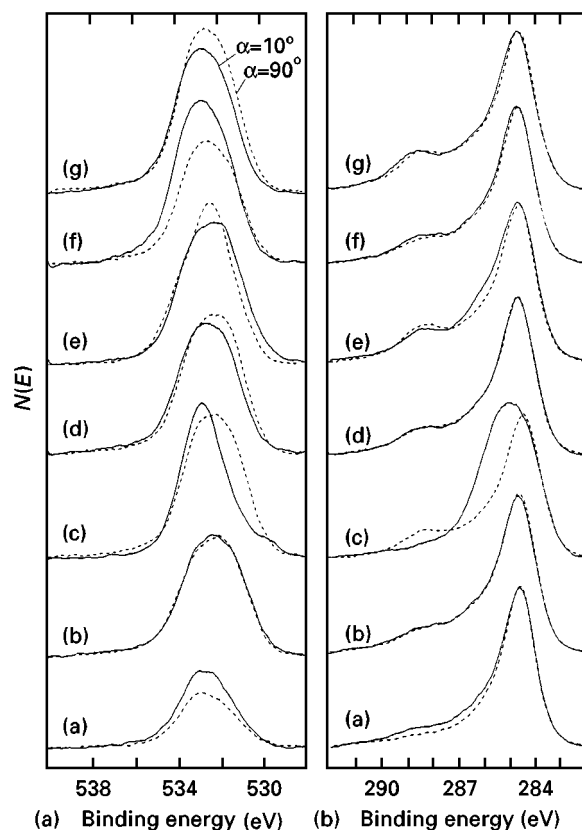 α=10°
α=90°
(g)
(f)
(e)
(d)
(c)
(b)
(a)
(g)
(f)
(e)
(d)
(c)
(b)
(a)
N(E)
538 534 530
290 287 284
(a) Binding energy (eV)
(b) Binding energy (eV)